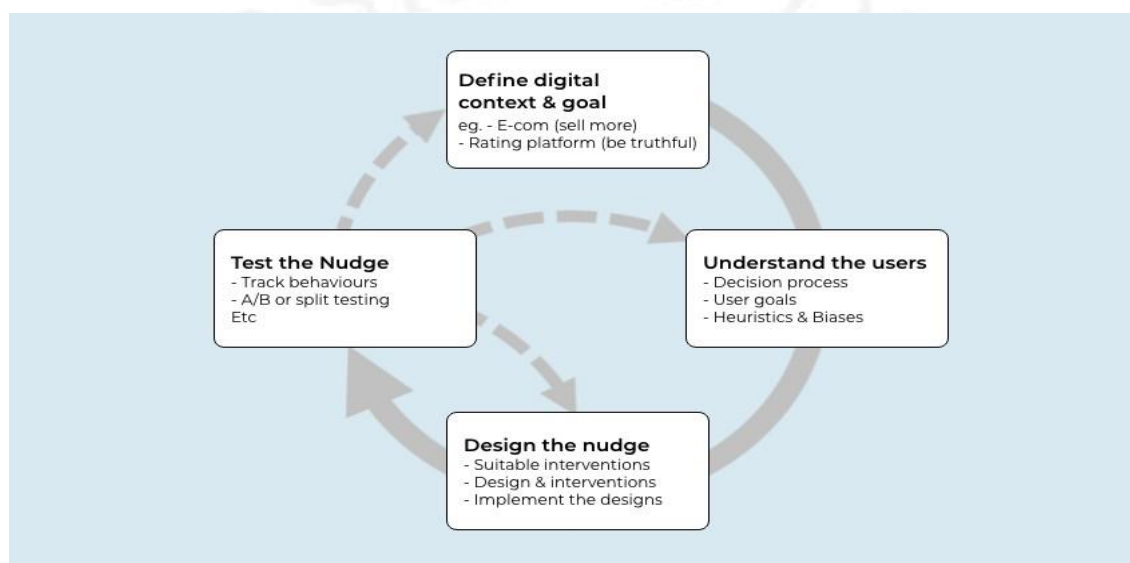 Define digital
context & goal
eg. - E-com (sell more)
- Rating platform (be truthful)
Test the Nudge
- Track behaviours
- A/B or split testing
Etc
Understand the users
- Decision process
- User goals
- Heuristics & Biases
Design the nudge
- Suitable interventions
- Design & interventions
- Implement the designs